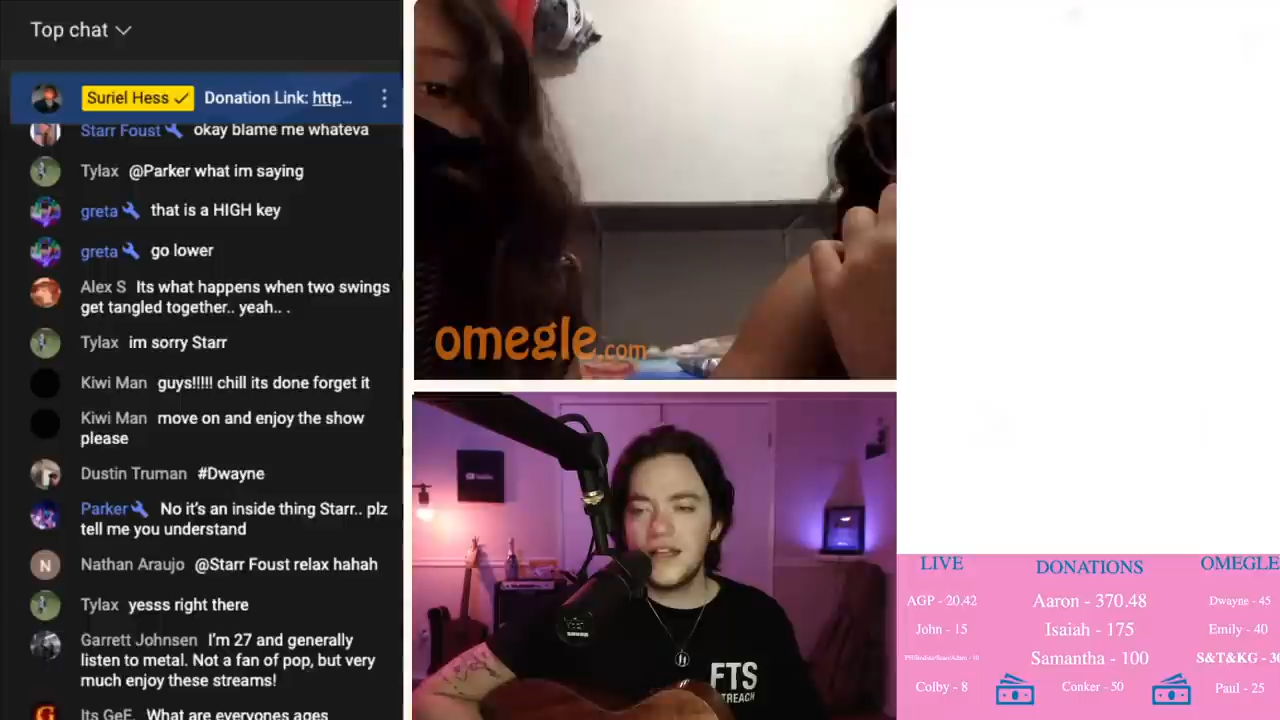 Top chat
Suriel Hess Donation Link: http...
Starr Foust okay blame me whateva
Tylax @Parker what im saying
greta that is a HIGH key
greta go lower
Alex S Its what happens when two swings
get tangled together.. yeah.. .
Tylax im sorry Starr
Kiwi Man guys!!!!! chill its done forget it
Kiwi Man move on and enjoy the show
please
Dustin Truman #Dwayne
Parker No it's an inside thing Starr.. plz
tell me you understand
N Nathan Araujo @Starr Foust relax hahah
Tylax yesss right there
Garrett Johnsen I'm 27 and generally
listen to metal. Not a fan of pop, but very
much enjoy these streams!
G Its GeE. What are everyones ages
omegle.com
FTS
TREACH
LIVE
AGP - 20.42
John - 15
Colby - 8
DONATIONS
Aaron - 370.48
Isaiah - 175
Samantha - 100
Conker - 50
OMEGLE
Dwayne - 45
Emily - 40
S&T&KG - 30
Paul - 25